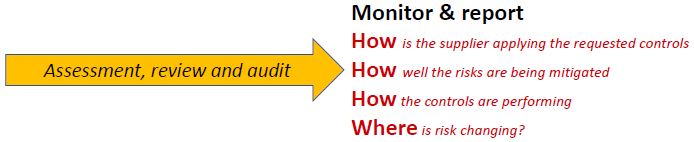 Monitor & report
How is the supplier applying the requested controls
Assessment, review and audit
How well the risks are being mitigated
How the controls are performing
Where is risk changing?